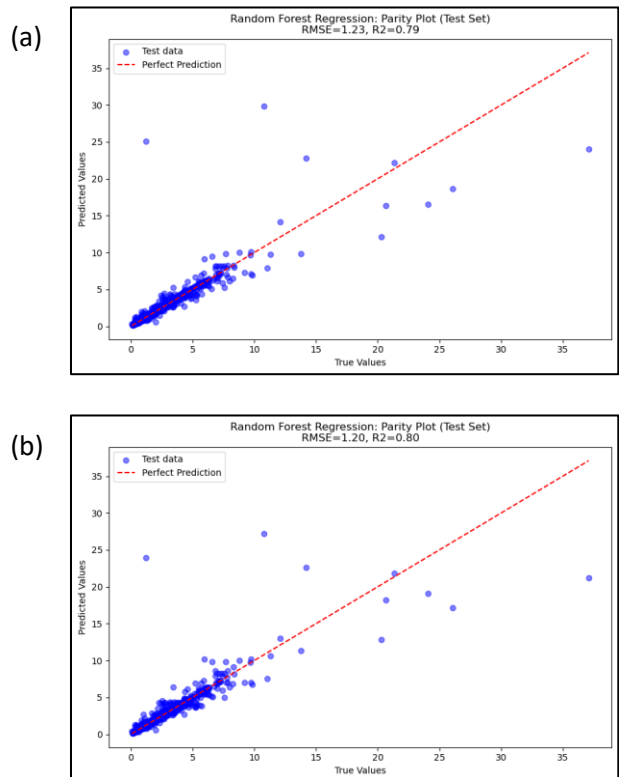 (a)
Random Forest Regression: Parity Plot (Test Set)
RMSE=1.23, R2=0.79
Test data
Perfect Prediction
Predicted Values
35
30
25
20
15
10
5
0
0 5 10 15 20 25 30 35
True Values
(b)
Random Forest Regression: Parity Plot (Test Set)
RMSE=1.20, R2=0.80
Test data
Perfect Prediction
Predicted Values
35
30
25
20
15
10
5
0
0 5 10 15 20 25 30 35
True Values